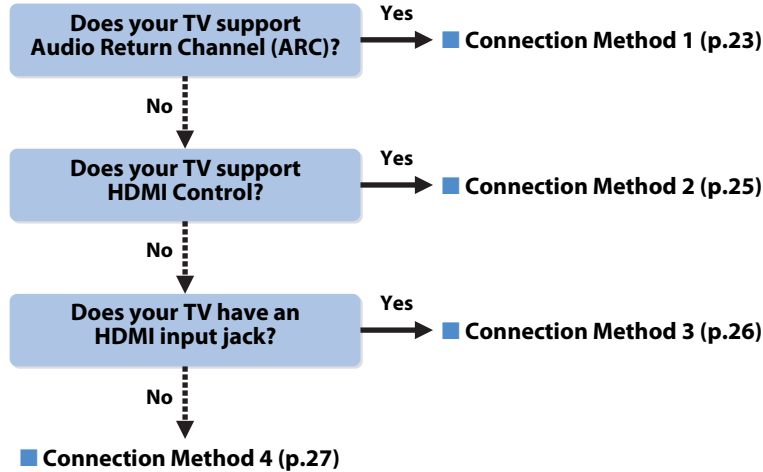 Does your TV support
Audio Return Channel (ARC)?
Yes
■ Connection Method 1 (p.23)
No
Does your TV support
HDMI Control?
Yes
■ Connection Method 2 (p.25)
No
Does your TV have an
HDMI input jack?
Yes
■ Connection Method 3 (p.26)
No
■ Connection Method 4 (p.27)